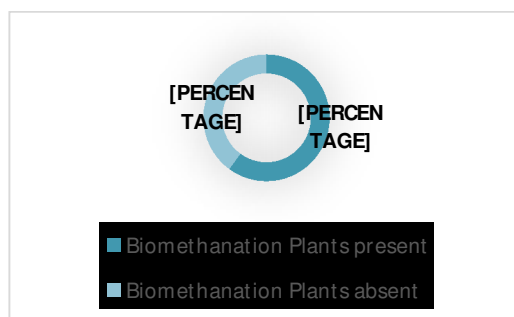 [PERCEN
TAGE]
[PERCEN
TAGE]
Biomethanation Plants present
Biomethanation Plants absent